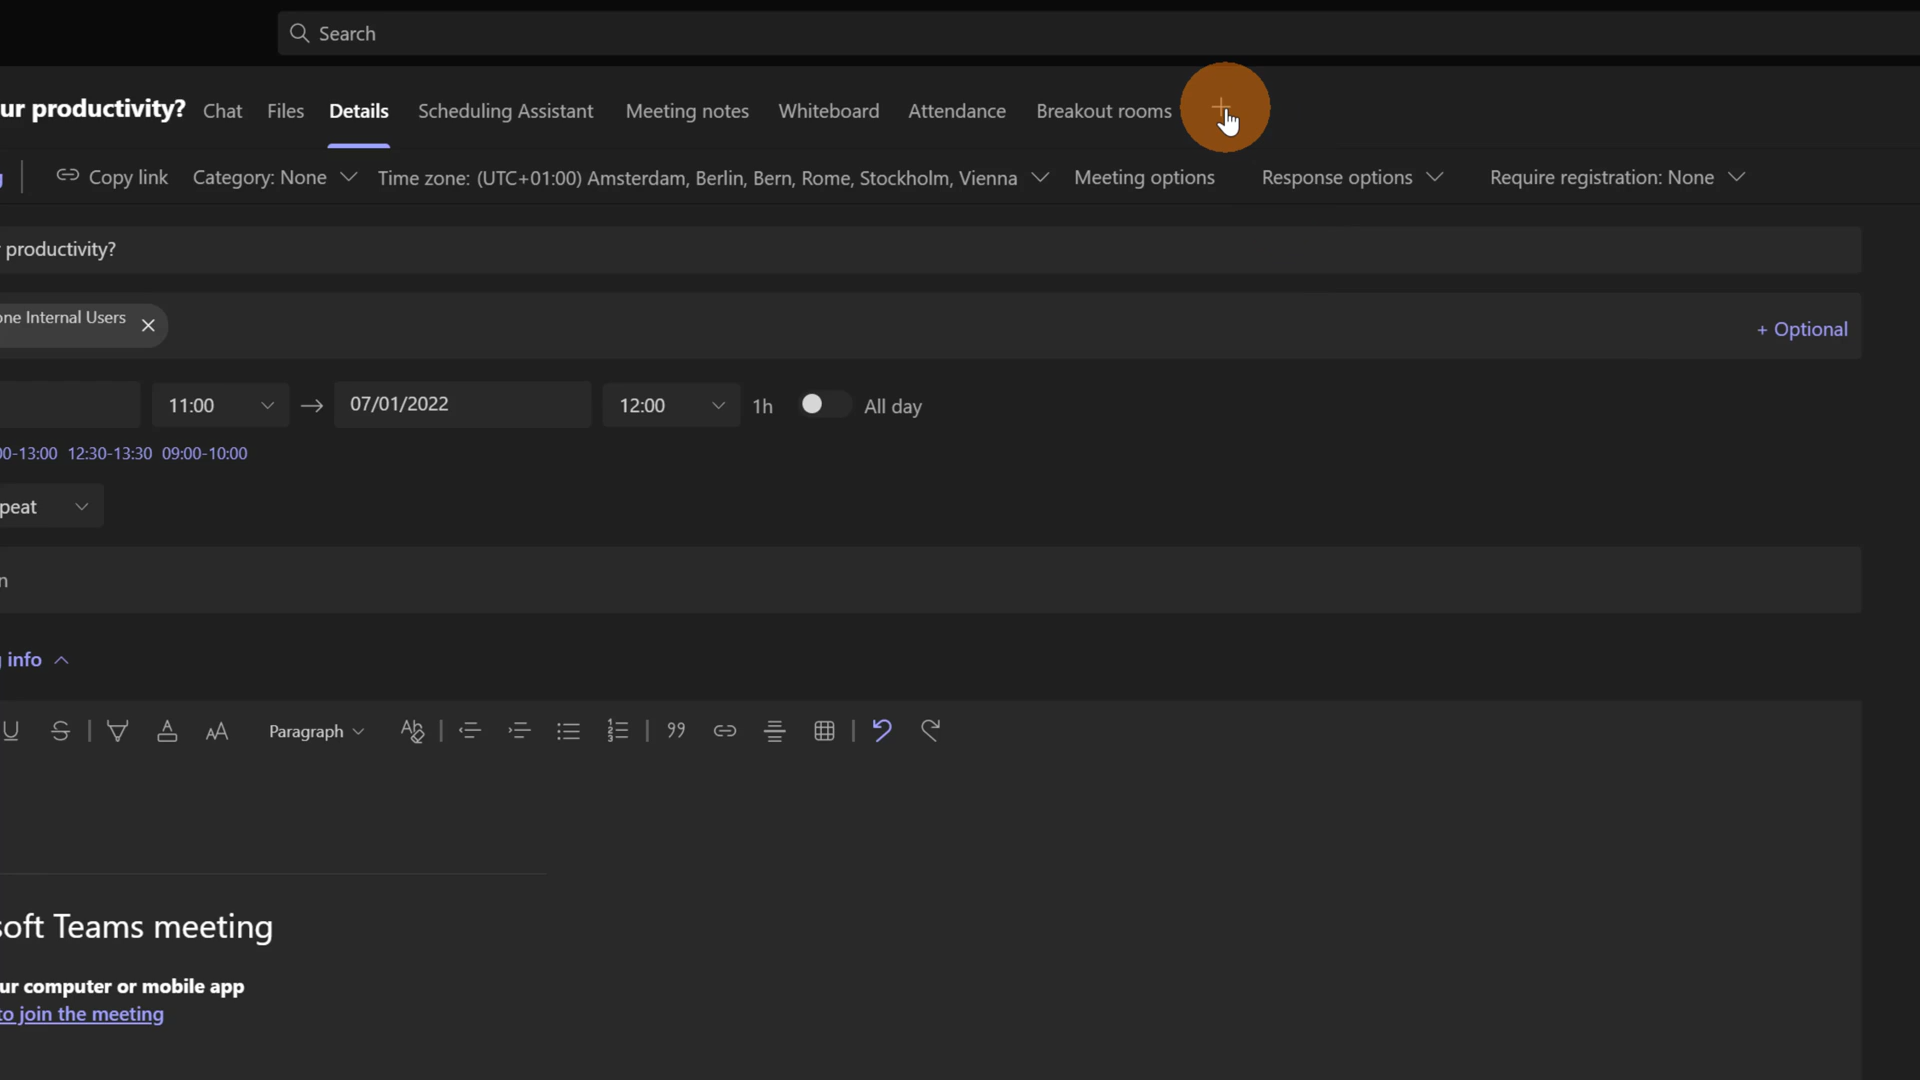 Search
ur productivity? Chat Files Details Scheduling Assistant Meeting notes Whiteboard Attendance Breakout rooms +
Copy link Category: None Time zone: (UTC+01:00) Amsterdam, Berlin, Bern, Rome, Stockholm, Vienna Meeting options Response options Require registration: None
productivity?
one Internal Users + Optional
11:00 → 07/01/2022 12:00 1h All day
00-13:00 12:30-13:30 09:00-10:00
peat
n
info
Paragraph
soft Teams meeting
ur computer or mobile app
to join the meeting